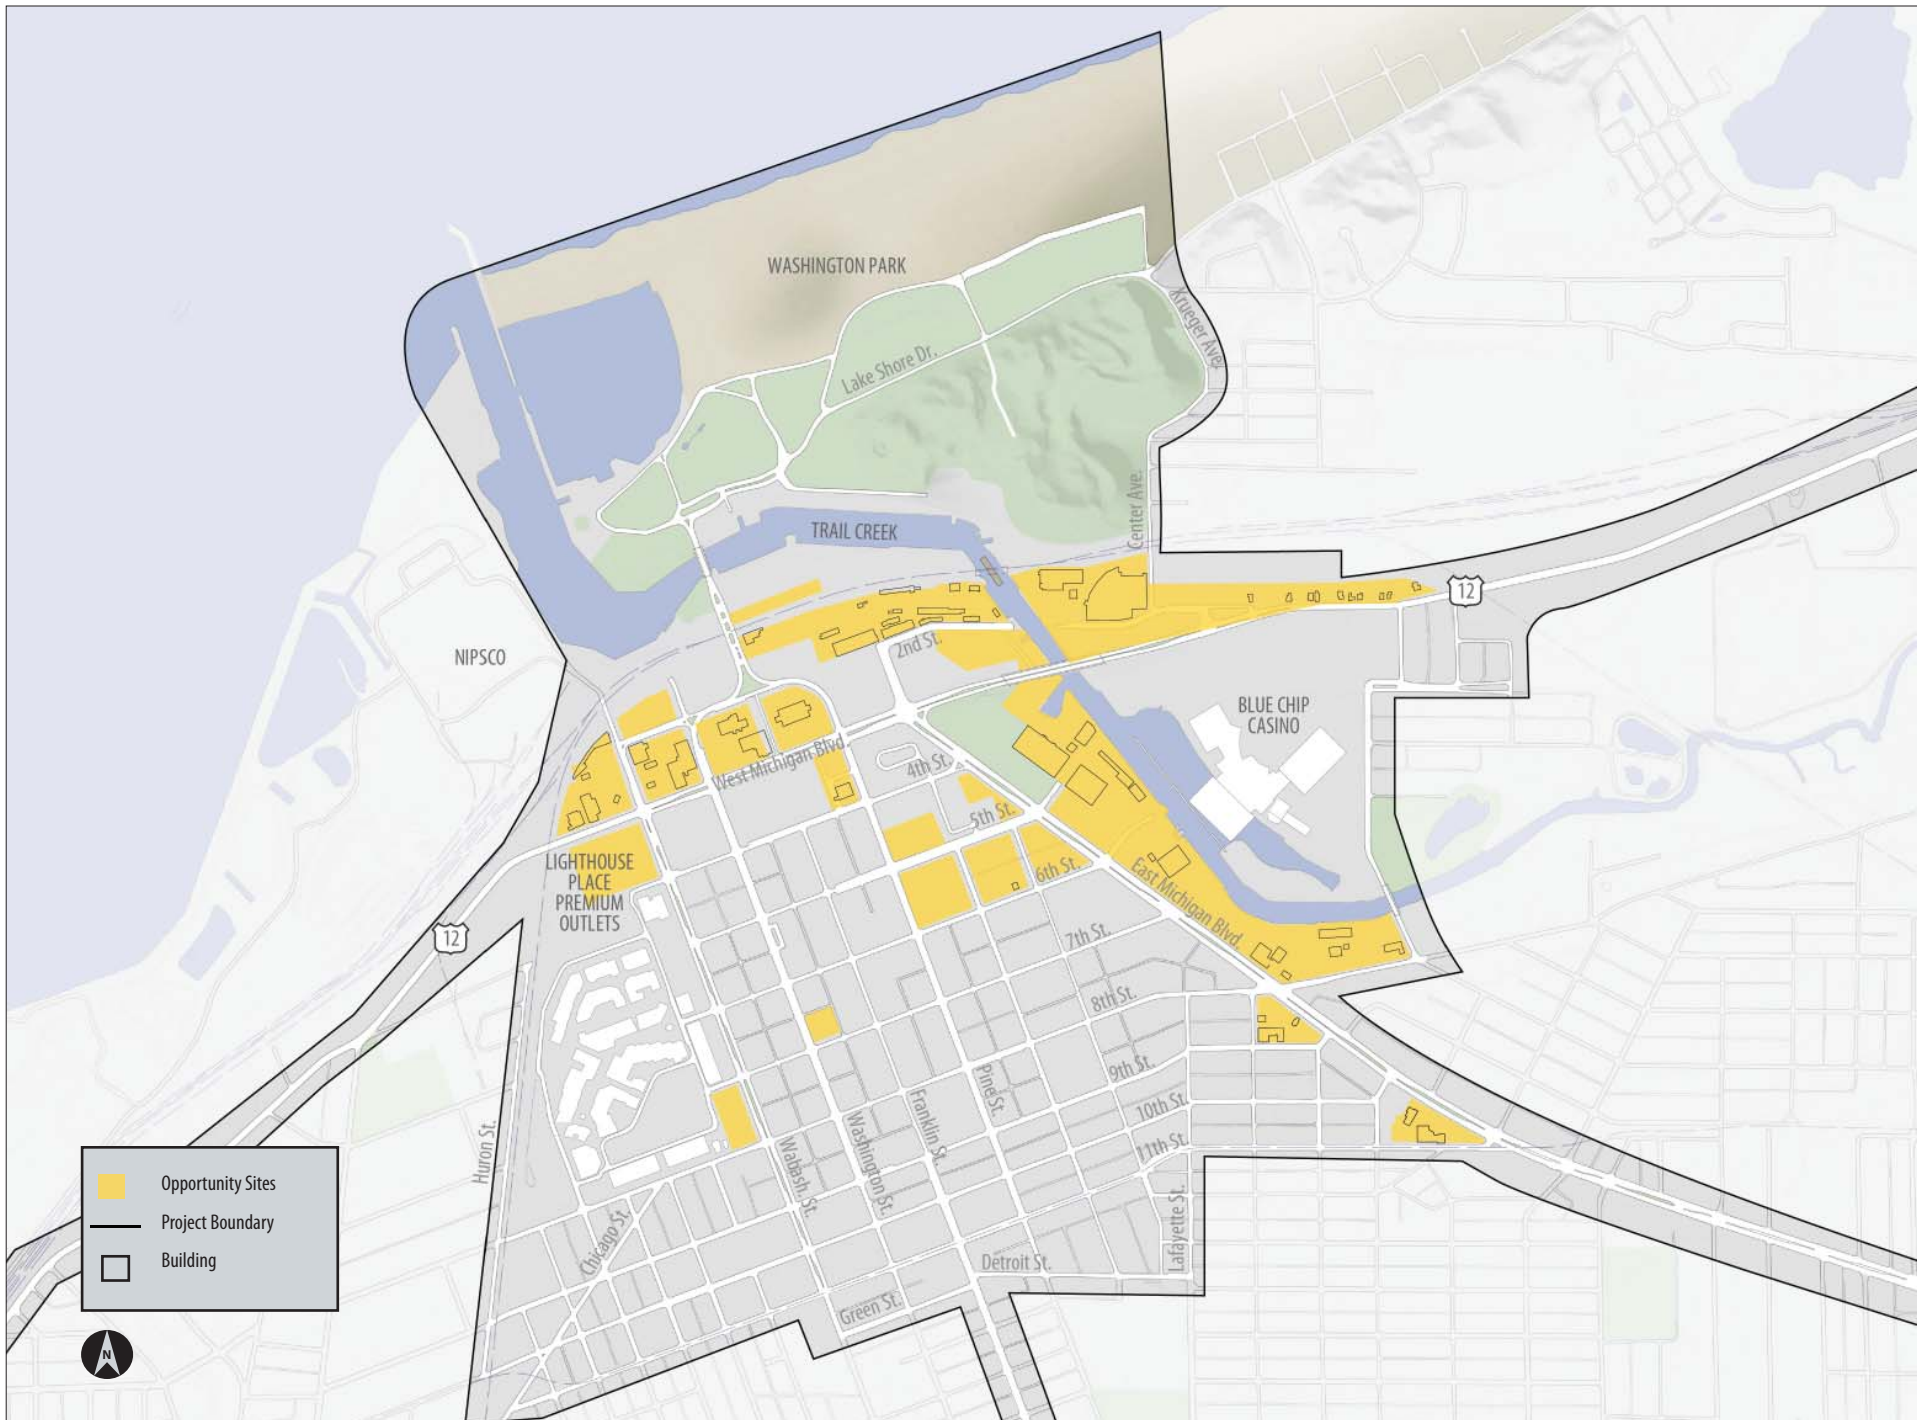 WASHINGTON PARK
Krueger Ave.
Lake Shore Dr.
Center Ave.
TRAIL CREEK
12
2nd St.
NIPSCO
BLUE CHIP
CASINO
West Michigan Blvd.
4th St.
5th St.
6th St.
LIGHTHOUSE
PLACE
PREMIUM
OUTLETS
East Michigan Blvd.
12
7th St.
8th St.
9th St.
Pine St.
10th St.
Franklin St.
11th St.
Washington St.
Wabash. St.
Huron St.
Chicago St.
Lafayette St.
Detroit St.
Green St.
Opportunity Sites
Project Boundary
Building
N